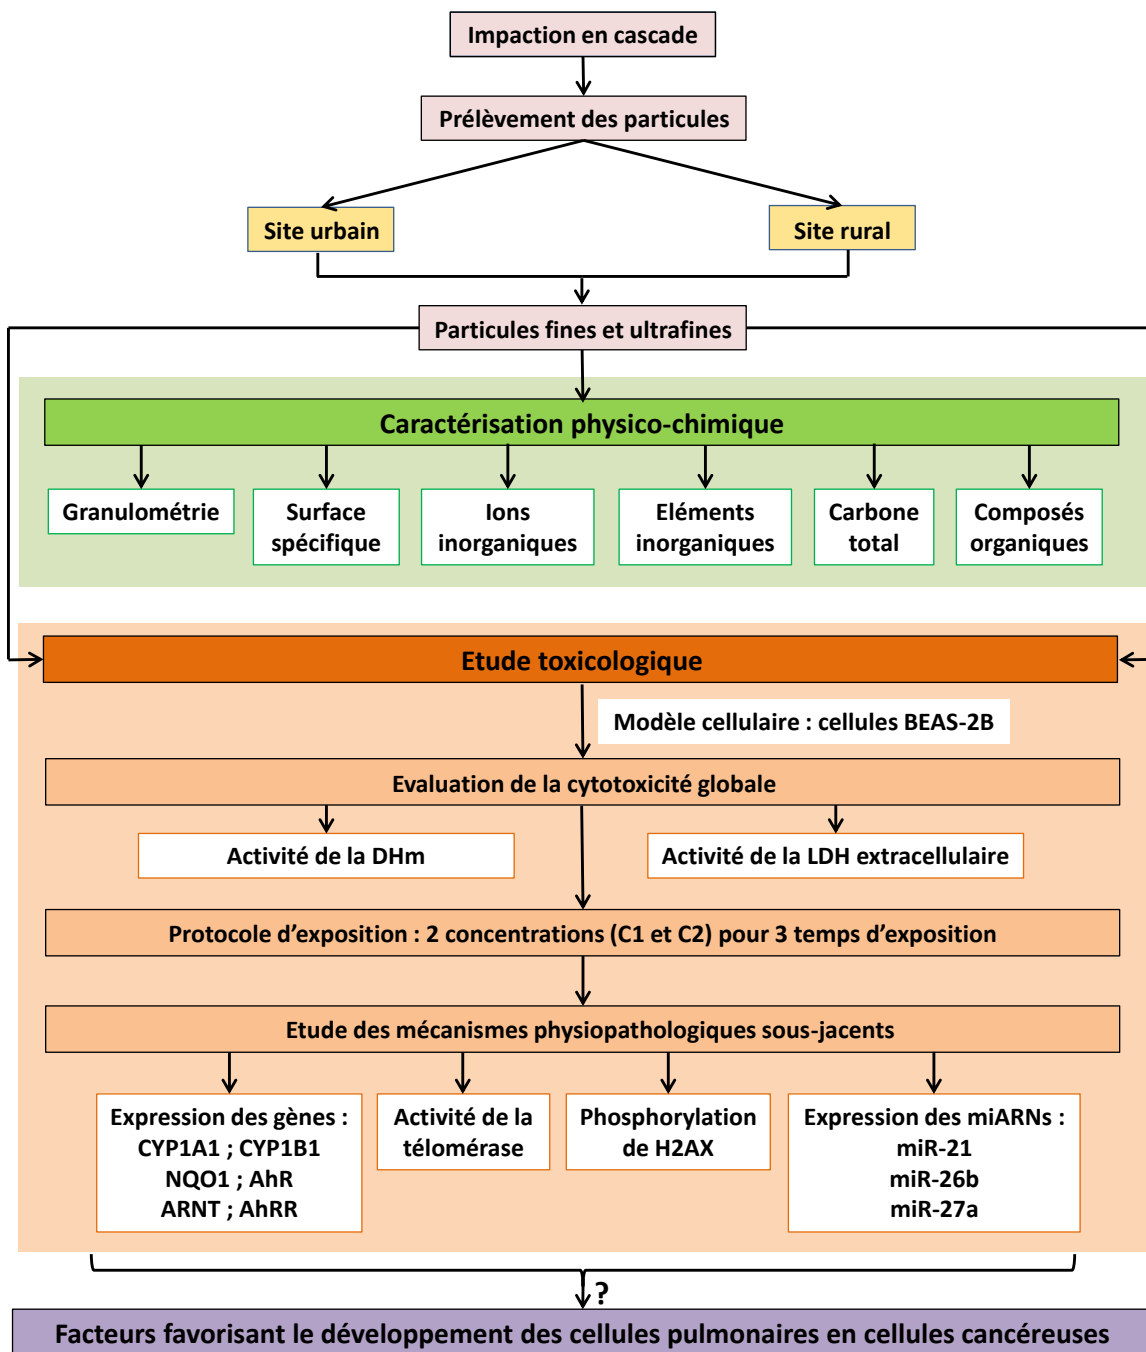 Impaction en cascade
Prélèvement des particules
Site urbain
Site rural
Particules fines et ultrafines
Caractérisation physico-chimique
Granulométrie
Surface
spécifique
Ions
inorganiques
Eléments
inorganiques
Carbone
total
Composés
organiques
Etude toxicologique
Modèle cellulaire : cellules BEAS-2B
Evaluation de la cytotoxicité globale
Activité de la DHm
Activité de la LDH extracellulaire
Protocole d’exposition : 2 concentrations (C1 et C2) pour 3 temps d’exposition
Etude des mécanismes physiopathologiques sous-jacents
Expression des gènes :
CYP1A1 ; CYP1B1
NQO1 ; AhR
ARNT ; AhRR
Activité de la
télomérase
Phosphorylation
de H2AX
Expression des miARNs :
miR-21
miR-26b
miR-27a
?
Facteurs favorisant le développement des cellules pulmonaires en cellules cancéreuses